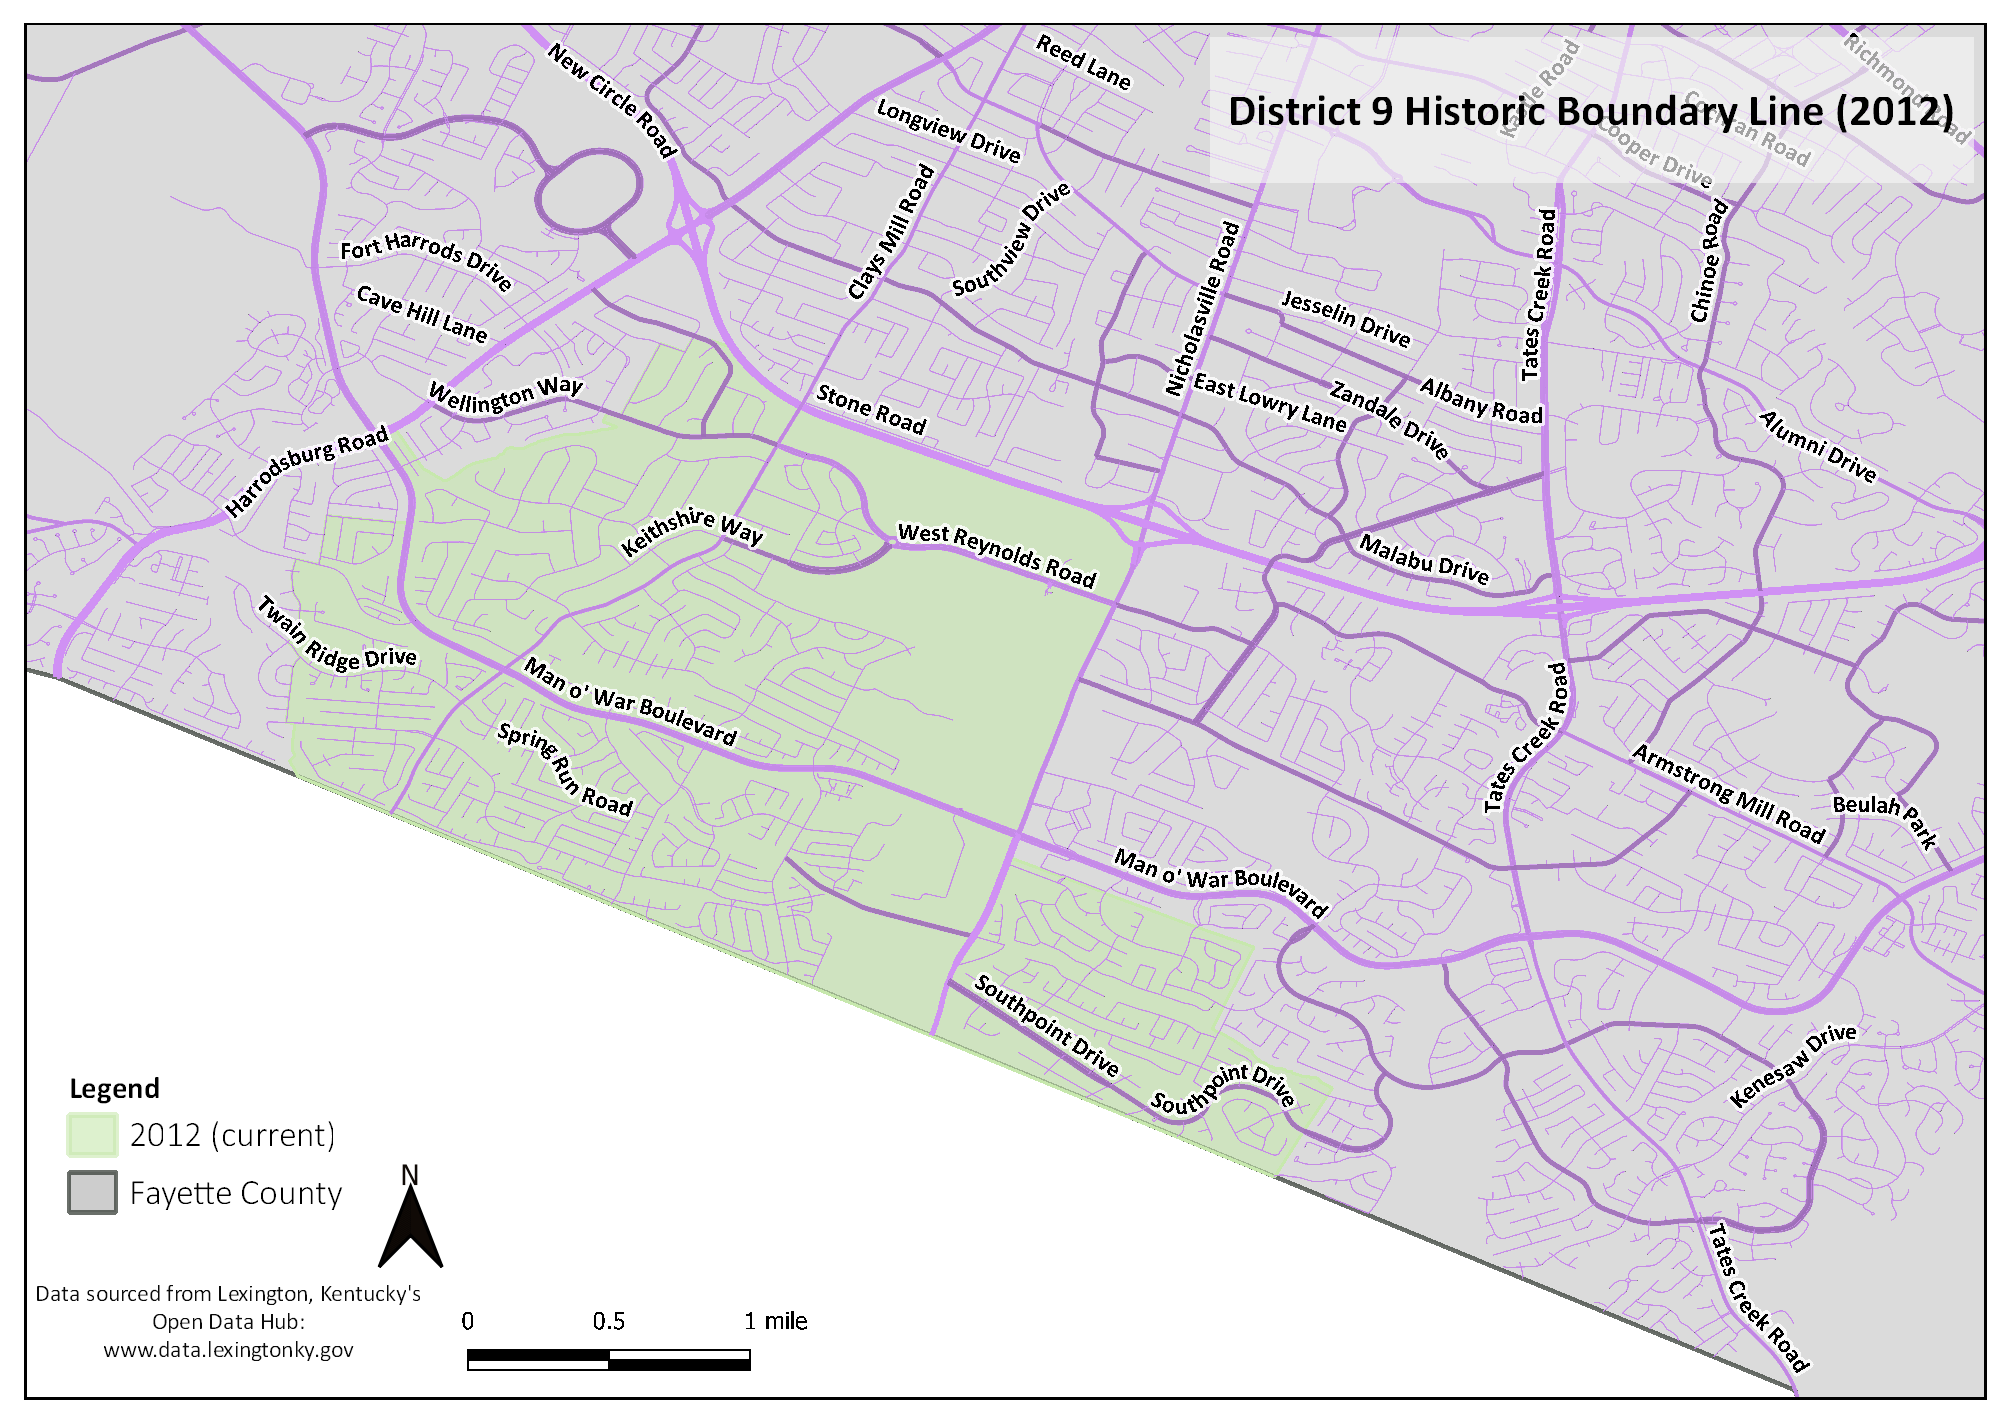 District 9 Historic Boundary Line (2012)
New Circle Road
Reed Lane
Longview Drive
Clays Mill Road
Southview Drive
Nicholasville Road
Cooper Drive
Cochran Road
Richmond Road
Tates Creek Road
Chinoe Road
Fort Harrods Drive
Cave Hill Lane
Wellington Way
Harrodsburg Road
Stone Road
Jesselin Drive
East Lowry Lane
Zandale Drive
Albany Road
Alumni Drive
Keithshire Way
West Reynolds Road
Malabu Drive
Twain Ridge Drive
Man o' War Boulevard
Spring Run Road
Tates Creek Road
Armstrong Mill Road
Beulah Park
Man o' War Boulevard
Southpoint Drive
Southpoint Drive
Kenesaw Drive
Tates Creek Road
Legend
2012 (current)
Fayette County
N
Data sourced from Lexington, Kentucky's
Open Data Hub:
www.data.lexingtonky.gov
0 0.5 1 mile